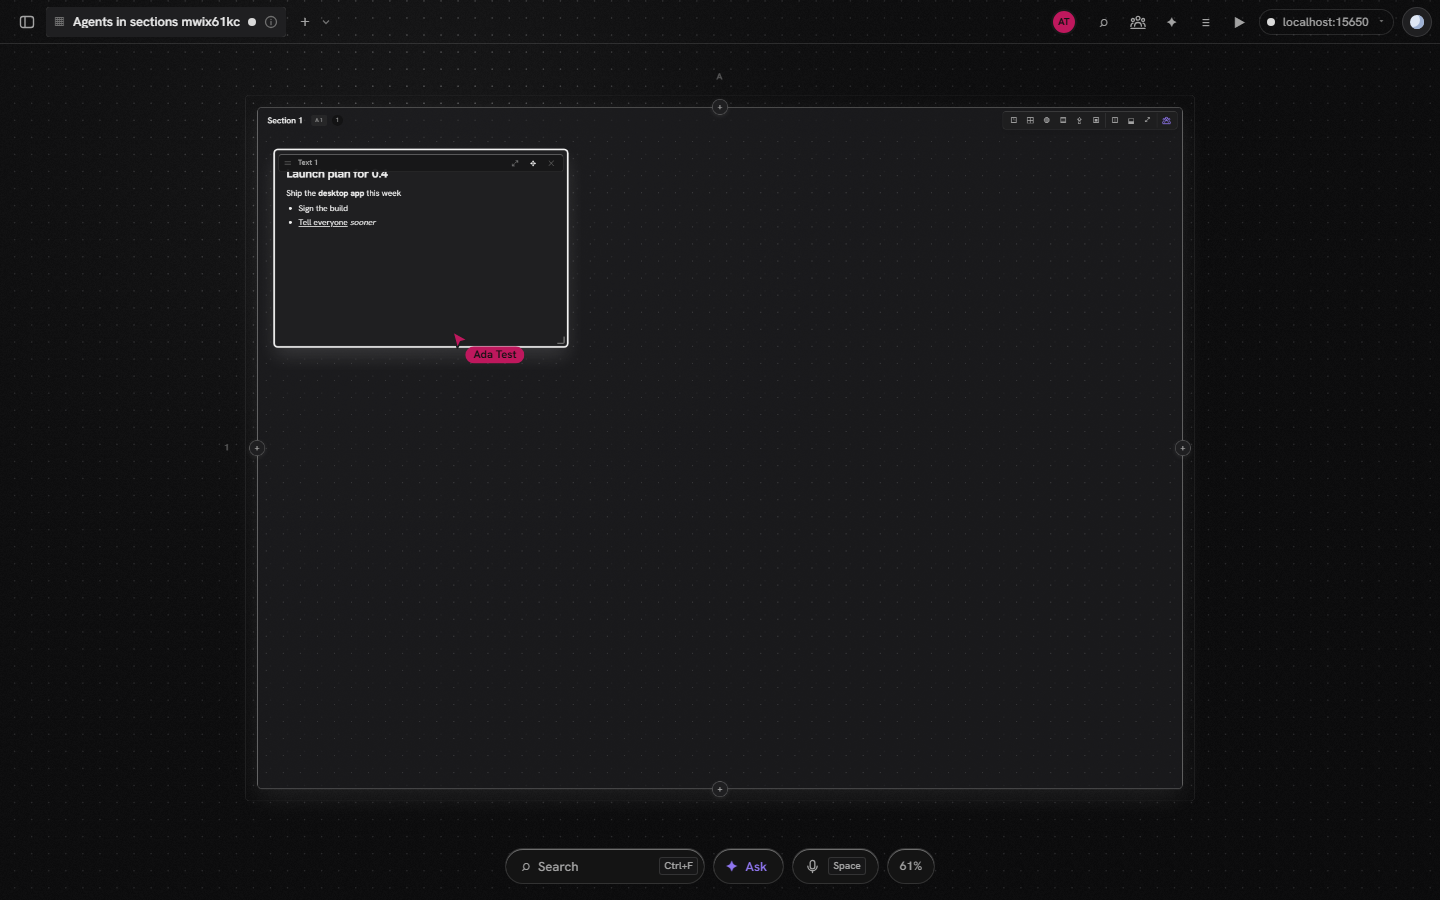 Agents in sections mwix61kc
AT
localhost:15650
A
Section 1
A1
1
Text 1
Launch plan for 0.4
Ship the desktop app this week
Sign the build
Tell everyone sooner
Ada Test
1
Search
Ctrl+F
Ask
Space
61%